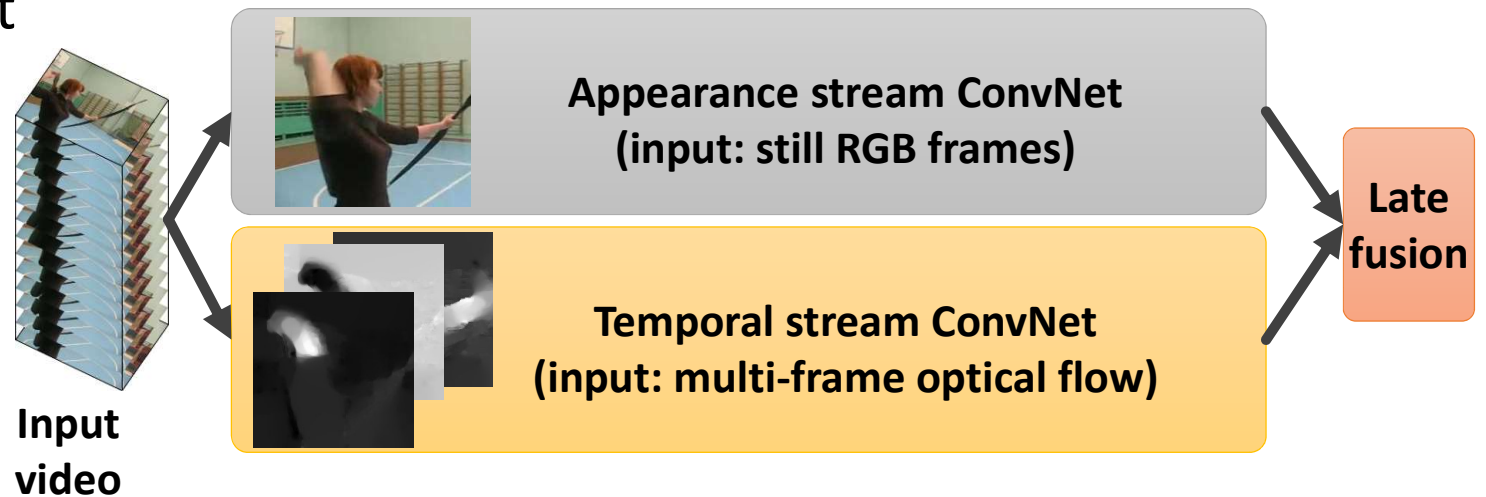 t
Appearance stream ConvNet
(input: still RGB frames)
Late
fusion
Temporal stream ConvNet
(input: multi-frame optical flow)
Input
video